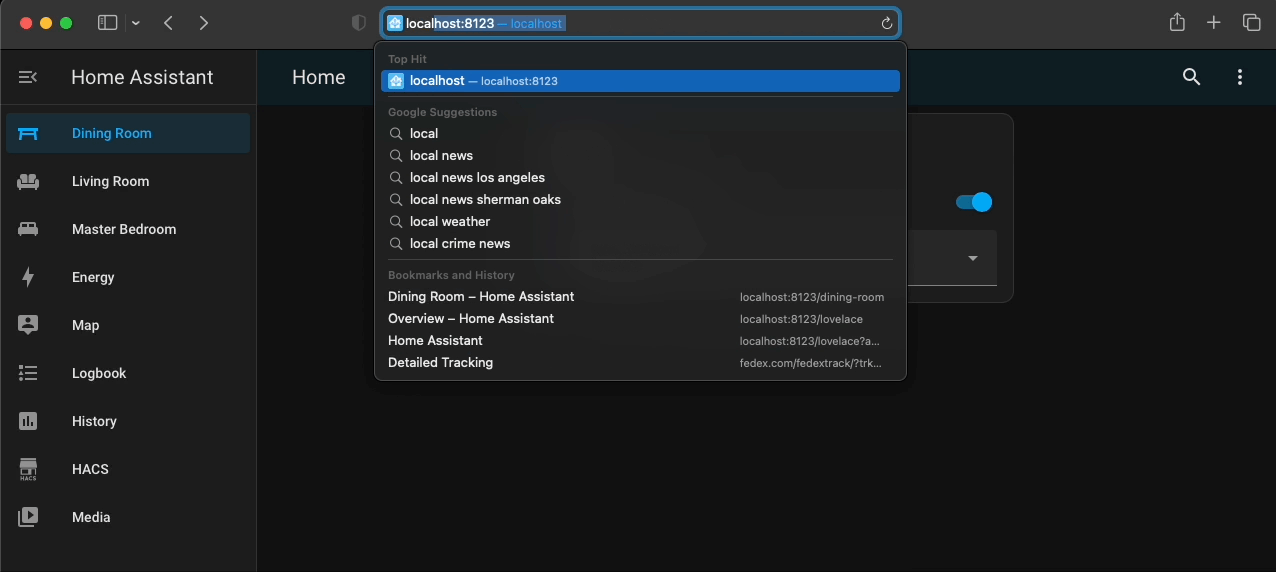 localhost:8123 — localhost
Home Assistant
Home
Top Hit
localhost — localhost:8123
Google Suggestions
local
local news
local news los angeles
local news sherman oaks
local weather
local crime news
Bookmarks and History
Dining Room – Home Assistant localhost:8123/dining-room
Overview – Home Assistant localhost:8123/lovelace
Home Assistant localhost:8123/lovelace?a...
Detailed Tracking fedex.com/fedextrack/?trk...
Dining Room
Living Room
Master Bedroom
Energy
Map
Logbook
History
HACS
HACS
Media